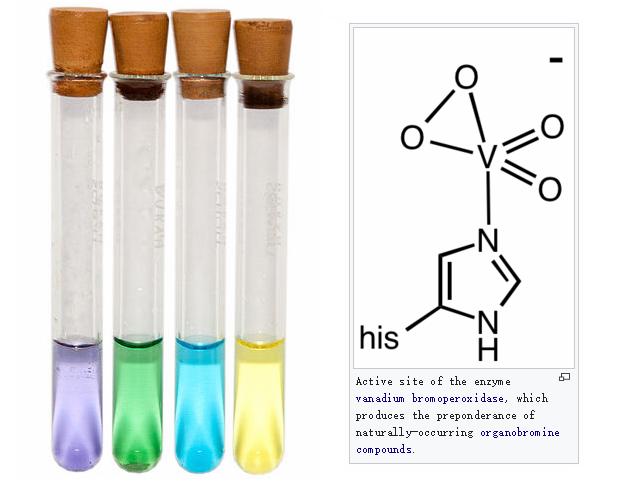 -
O
O
O
V
O
N
N
H
his
Active site of the enzyme
vanadium bromoperoxidase, which
produces the preponderance of
naturally-occurring organobromine
compounds.